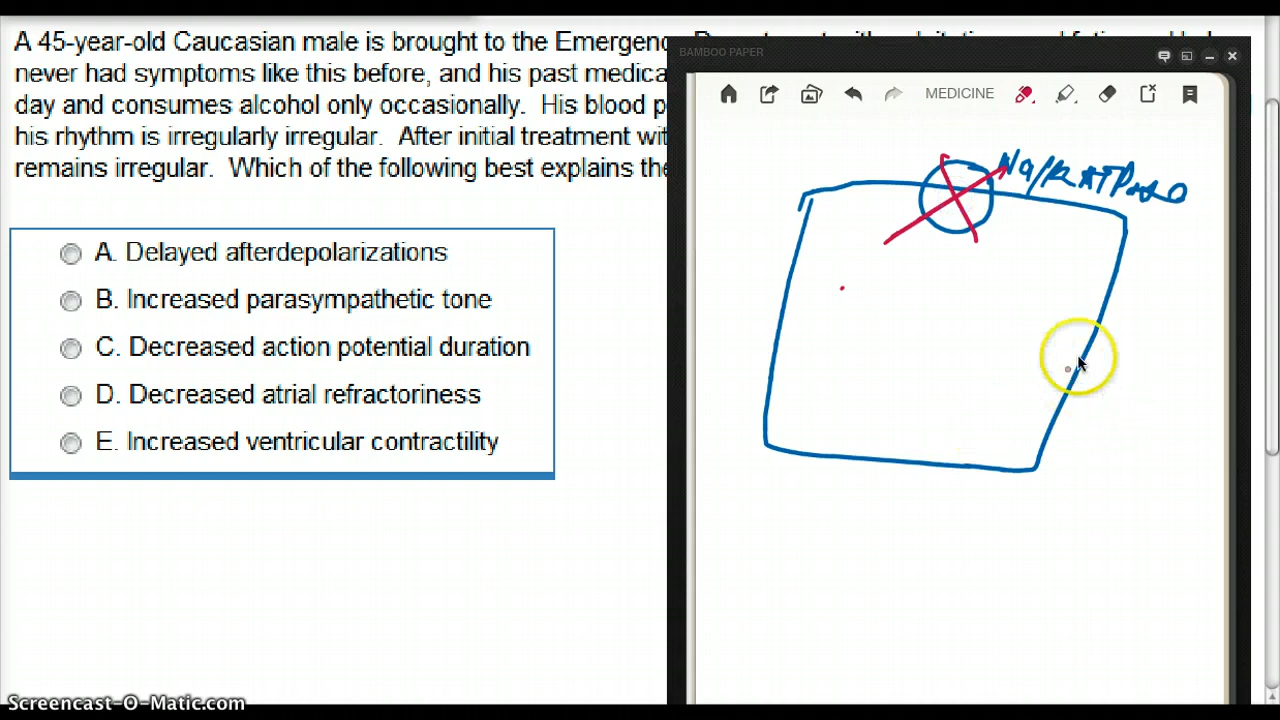 A 45-year-old Caucasian male is brought to the Emergenc
never had symptoms like this before, and his past medica
day and consumes alcohol only occasionally. His blood p
his rhythm is irregularly irregular. After initial treatment wit
remains irregular. Which of the following best explains the
A. Delayed afterdepolarizations
B. Increased parasympathetic tone
C. Decreased action potential duration
D. Decreased atrial refractoriness
E. Increased ventricular contractility
BAMBOO PAPER
MEDICINE
Na/K ATPase
Screencast-O-Matic.com